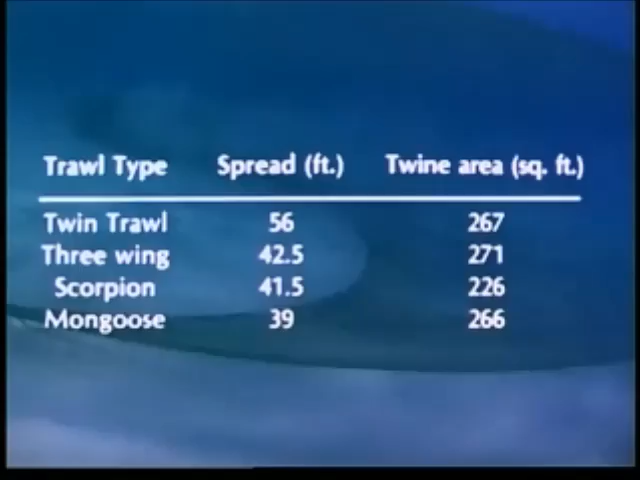 Trawl Type Spread (ft.) Twine area (sq. ft.)
Twin Trawl 56 267
Three wing 42.5 271
Scorpion 41.5 226
Mongoose 39 266